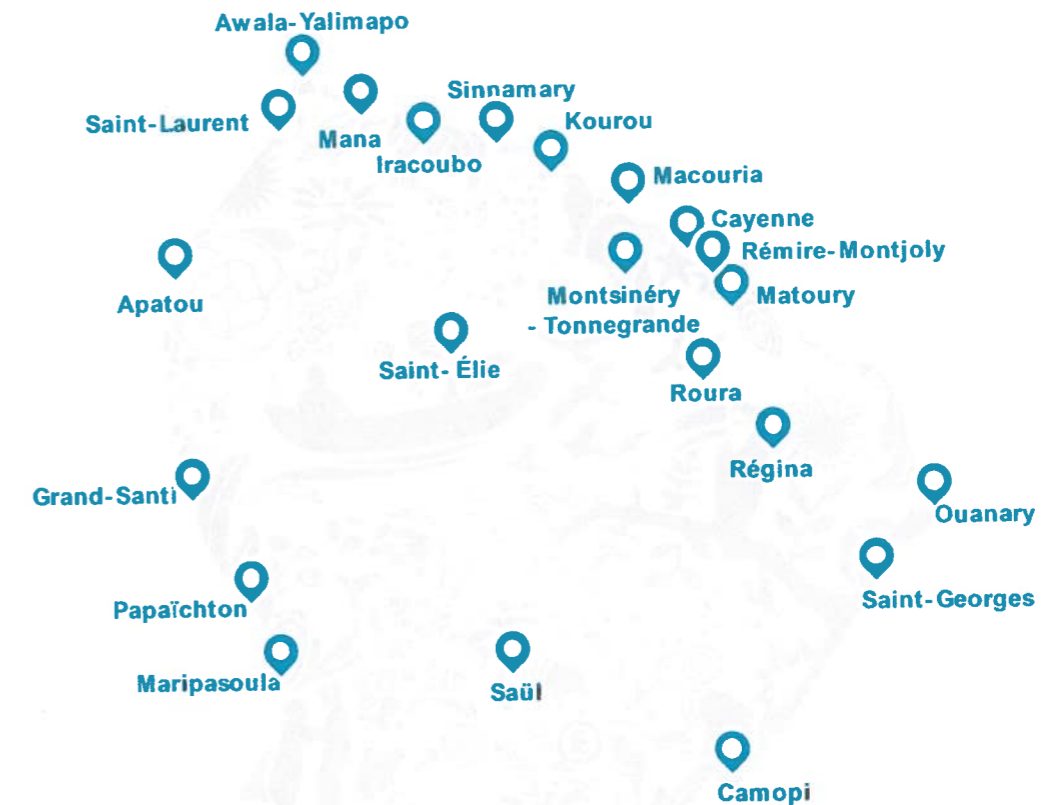 Awala-Yalimapo
Sinnamary
Saint-Laurent
Kourou
Mana
Iracoubo
Macouria
Cayenne
Rémire-Montjoly
Montsinéry
- Tonnegrande
Matoury
Apatou
Saint- Élie
Roura
Régina
Grand-Santi
Ouanary
Saint-Georges
Papaïchton
Maripasoula
Saül
Camopi